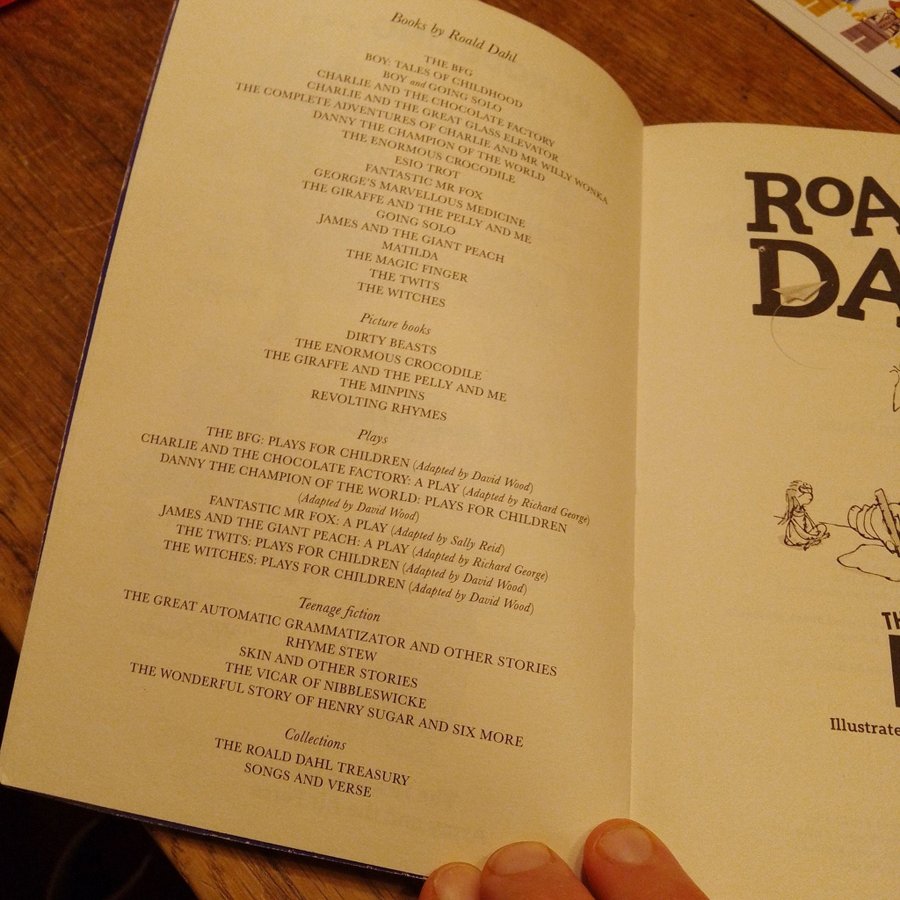 Books by Roald Dahl
THE BFG
BOY: TALES OF CHILDHOOD
BOY and GOING SOLO
CHARLIE AND THE CHOCOLATE FACTORY
CHARLIE AND THE GREAT GLASS ELEVATOR
THE COMPLETE ADVENTURES OF CHARLIE AND MR WILLY WONKA
DANNY THE CHAMPION OF THE WORLD
THE ENORMOUS CROCODILE
ESIO TROT
FANTASTIC MR FOX
GEORGE'S MARVELLOUS MEDICINE
THE GIRAFFE AND THE PELLY AND ME
GOING SOLO
JAMES AND THE GIANT PEACH
MATILDA
THE MAGIC FINGER
THE TWITS
THE WITCHES
Picture books
DIRTY BEASTS
THE ENORMOUS CROCODILE
THE GIRAFFE AND THE PELLY AND ME
THE MINPINS
REVOLTING RHYMES
Plays
THE BFG: PLAYS FOR CHILDREN (Adapted by David Wood)
CHARLIE AND THE CHOCOLATE FACTORY: A PLAY (Adapted by Richard George)
DANNY THE CHAMPION OF THE WORLD: PLAYS FOR CHILDREN
(Adapted by David Wood)
FANTASTIC MR FOX: A PLAY (Adapted by Sally Reid)
JAMES AND THE GIANT PEACH: A PLAY (Adapted by Richard George)
THE TWITS: PLAYS FOR CHILDREN (Adapted by David Wood)
THE WITCHES: PLAYS FOR CHILDREN (Adapted by David Wood)
Teenage fiction
THE GREAT AUTOMATIC GRAMMATIZATOR AND OTHER STORIES
RHYME STEW
SKIN AND OTHER STORIES
THE VICAR OF NIBBLESWICKE
THE WONDERFUL STORY OF HENRY SUGAR AND SIX MORE
Collections
THE ROALD DAHL TREASURY
SONGS AND VERSE
ROA
DA
TH
Illustrate